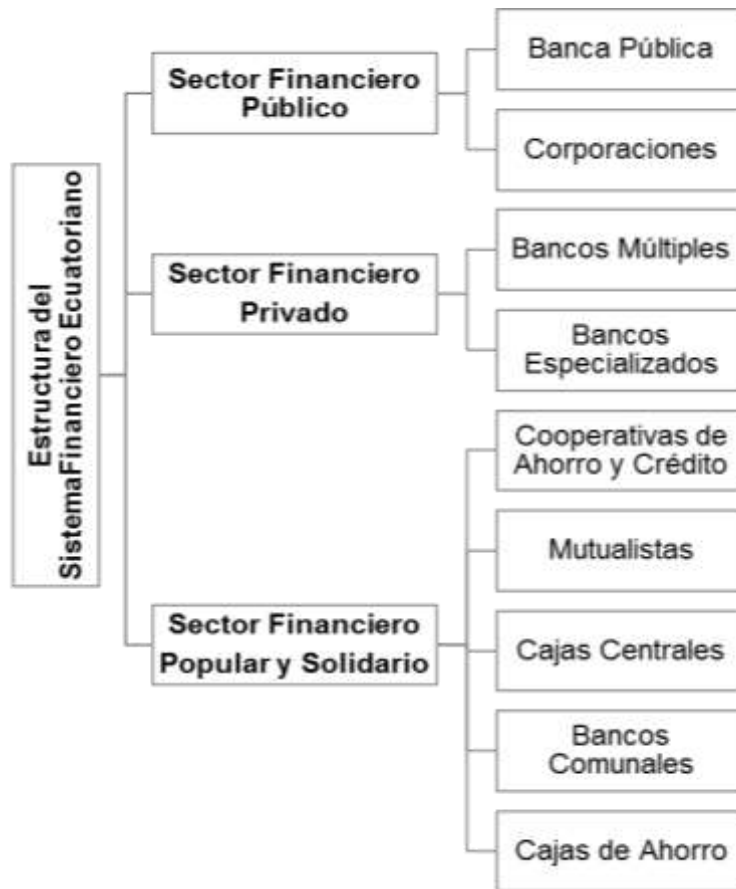 Estructura del
SistemaFinanciero Ecuatoriano
Sector Financiero
Público
Banca Pública
Corporaciones
Sector Financiero
Privado
Bancos Múltiples
Bancos
Especializados
Sector Financiero
Popular y Solidario
Cooperativas de
Ahorro y Crédito
Mutualistas
Cajas Centrales
Bancos
Comunales
Cajas de Ahorro